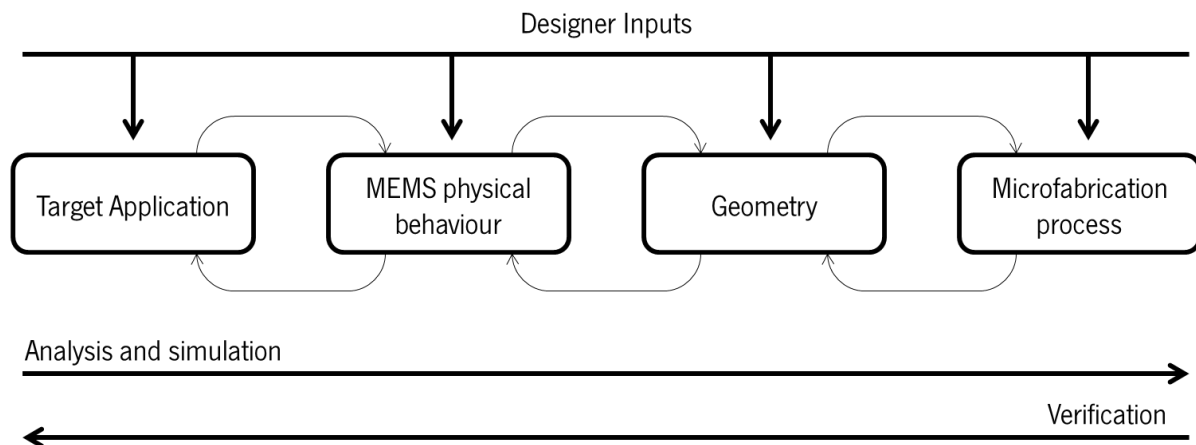 Designer Inputs
Target Application
MEMS physical
behaviour
Geometry
Microfabrication
process
Analysis and simulation
Verification